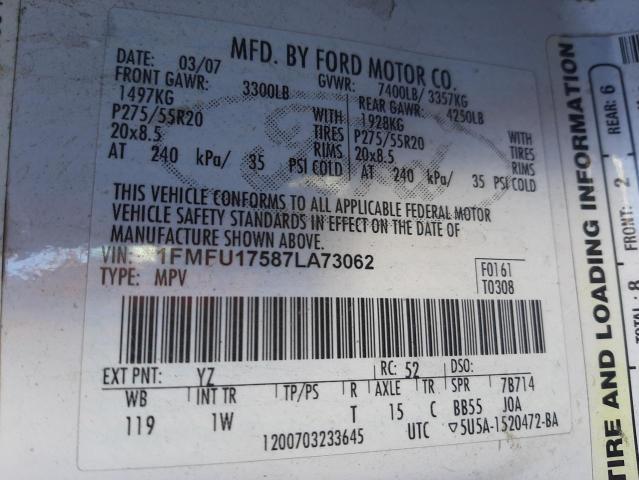 MFD. BY FORD MOTOR CO.
DATE: 03/07 GVWR: 7400LB/ 3357KG
FRONT GAWR: 3300LB REAR GAWR: 4250LB
1497KG WITH 1928KG WITH
P275/55R20 TIRES P275/55R20 TIRES
20x8.5 RIMS 20x8.5 RIMS
AT 240 kPa/ 35 PSI COLD AT 240 kPa/ 35 PSI COLD
THIS VEHICLE CONFORMS TO ALL APPLICABLE FEDERAL MOTOR
VEHICLE SAFETY STANDARDS IN EFFECT ON THE DATE OF
MANUFACTURE SHOWN ABOVE.
VIN: 1FMFU17587LA73062
TYPE: MPV
F0161
T0308
EXT PNT: YZ RC: 52 DSO:
WB INT TR TP/PS R AXLE TR SPR 7B714
119 1W T 15 C BB55 J0A
1200703233645 UTC ▽5U5A-1520472-BA
TIRE AND LOADING INFORMATION
TOTAL: 8 FRONT: 2 REAR: 6
Ford